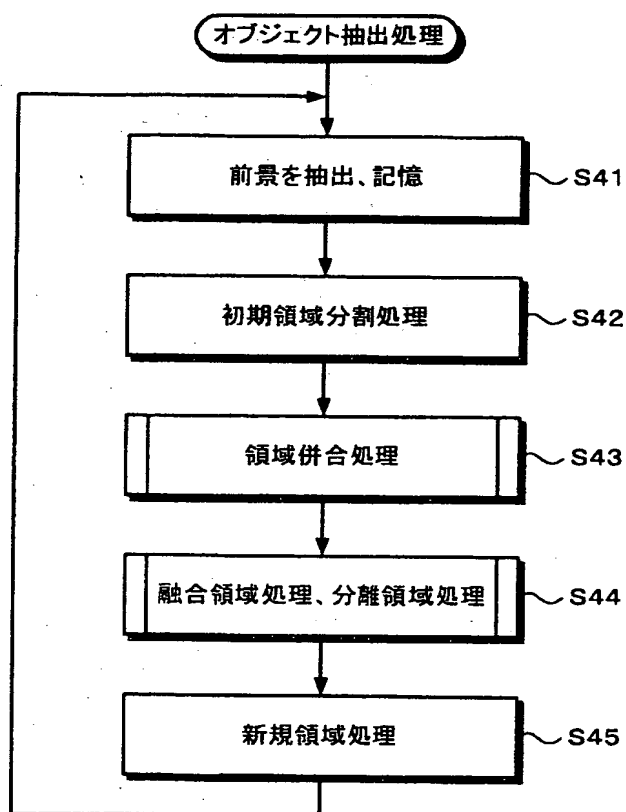 オブジェクト抽出処理
前景を抽出、記憶
S41
初期領域分割処理
S42
領域併合処理
S43
融合領域処理、分離領域処理
S44
新規領域処理
S45